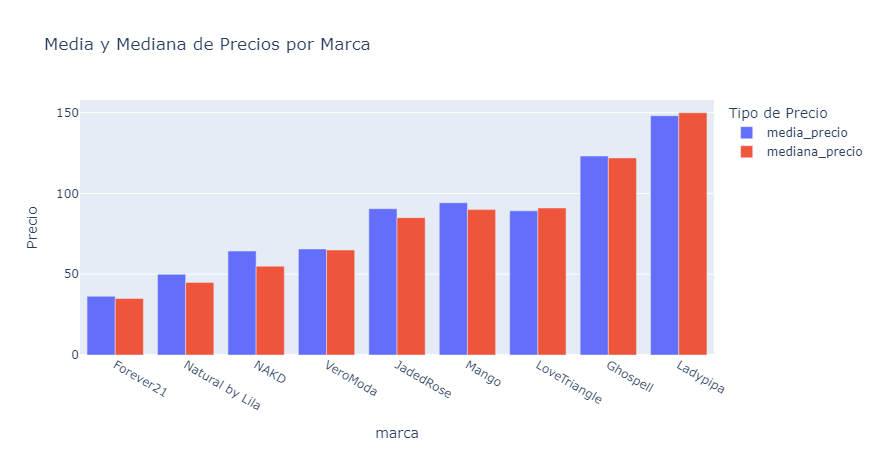 Media y Mediana de Precios por Marca
Tipo de Precio
media_precio
mediana_precio
Precio
150
100
50
0
Forever21
Natural by Lila
NAKD
VeroModa
JadedRose
Mango
LoveTriangle
Ghospell
Ladypipa
marca